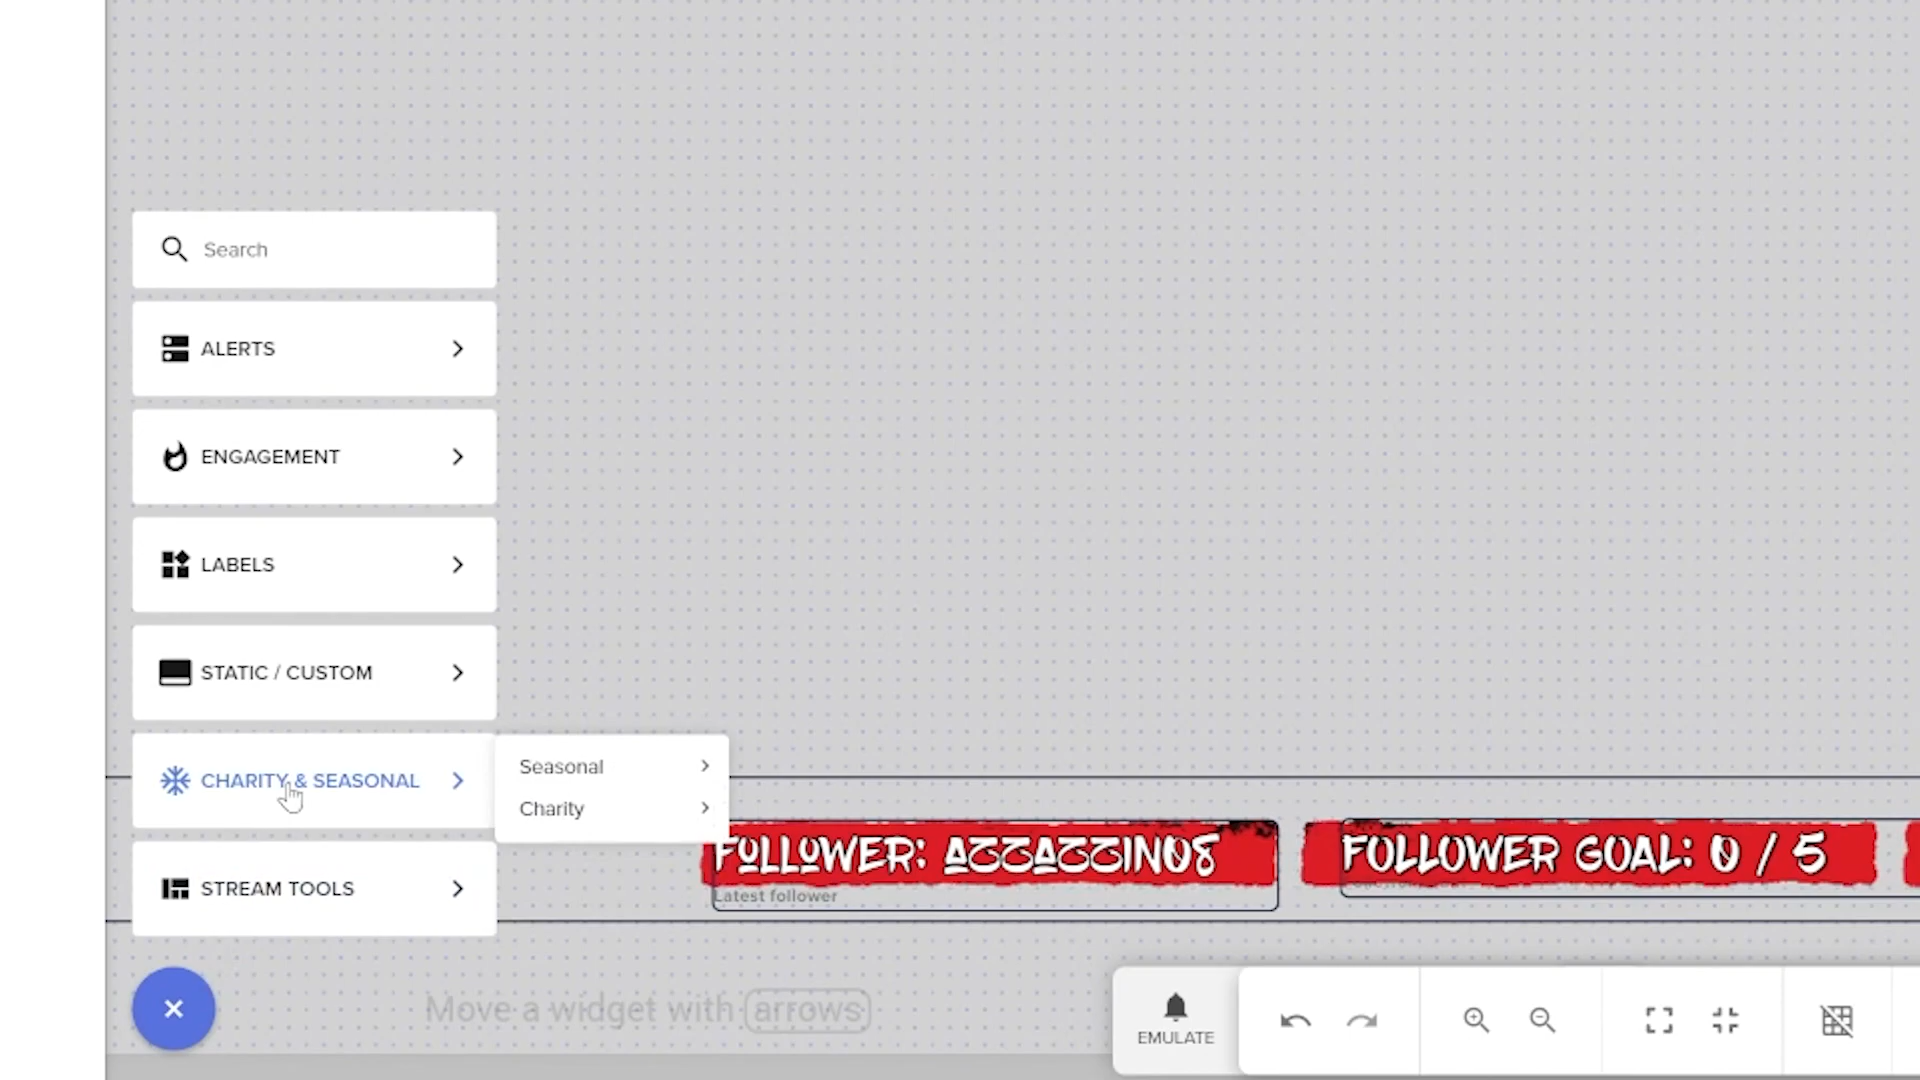 Search
ALERTS
ENGAGEMENT
LABELS
STATIC / CUSTOM
CHARITY & SEASONAL
Seasonal
Charity
STREAM TOOLS
FOLLOWER: AZZAZZIN08
Latest follower
FOLLOWER GOAL: 0 / 5
Move a widget with arrows
EMULATE